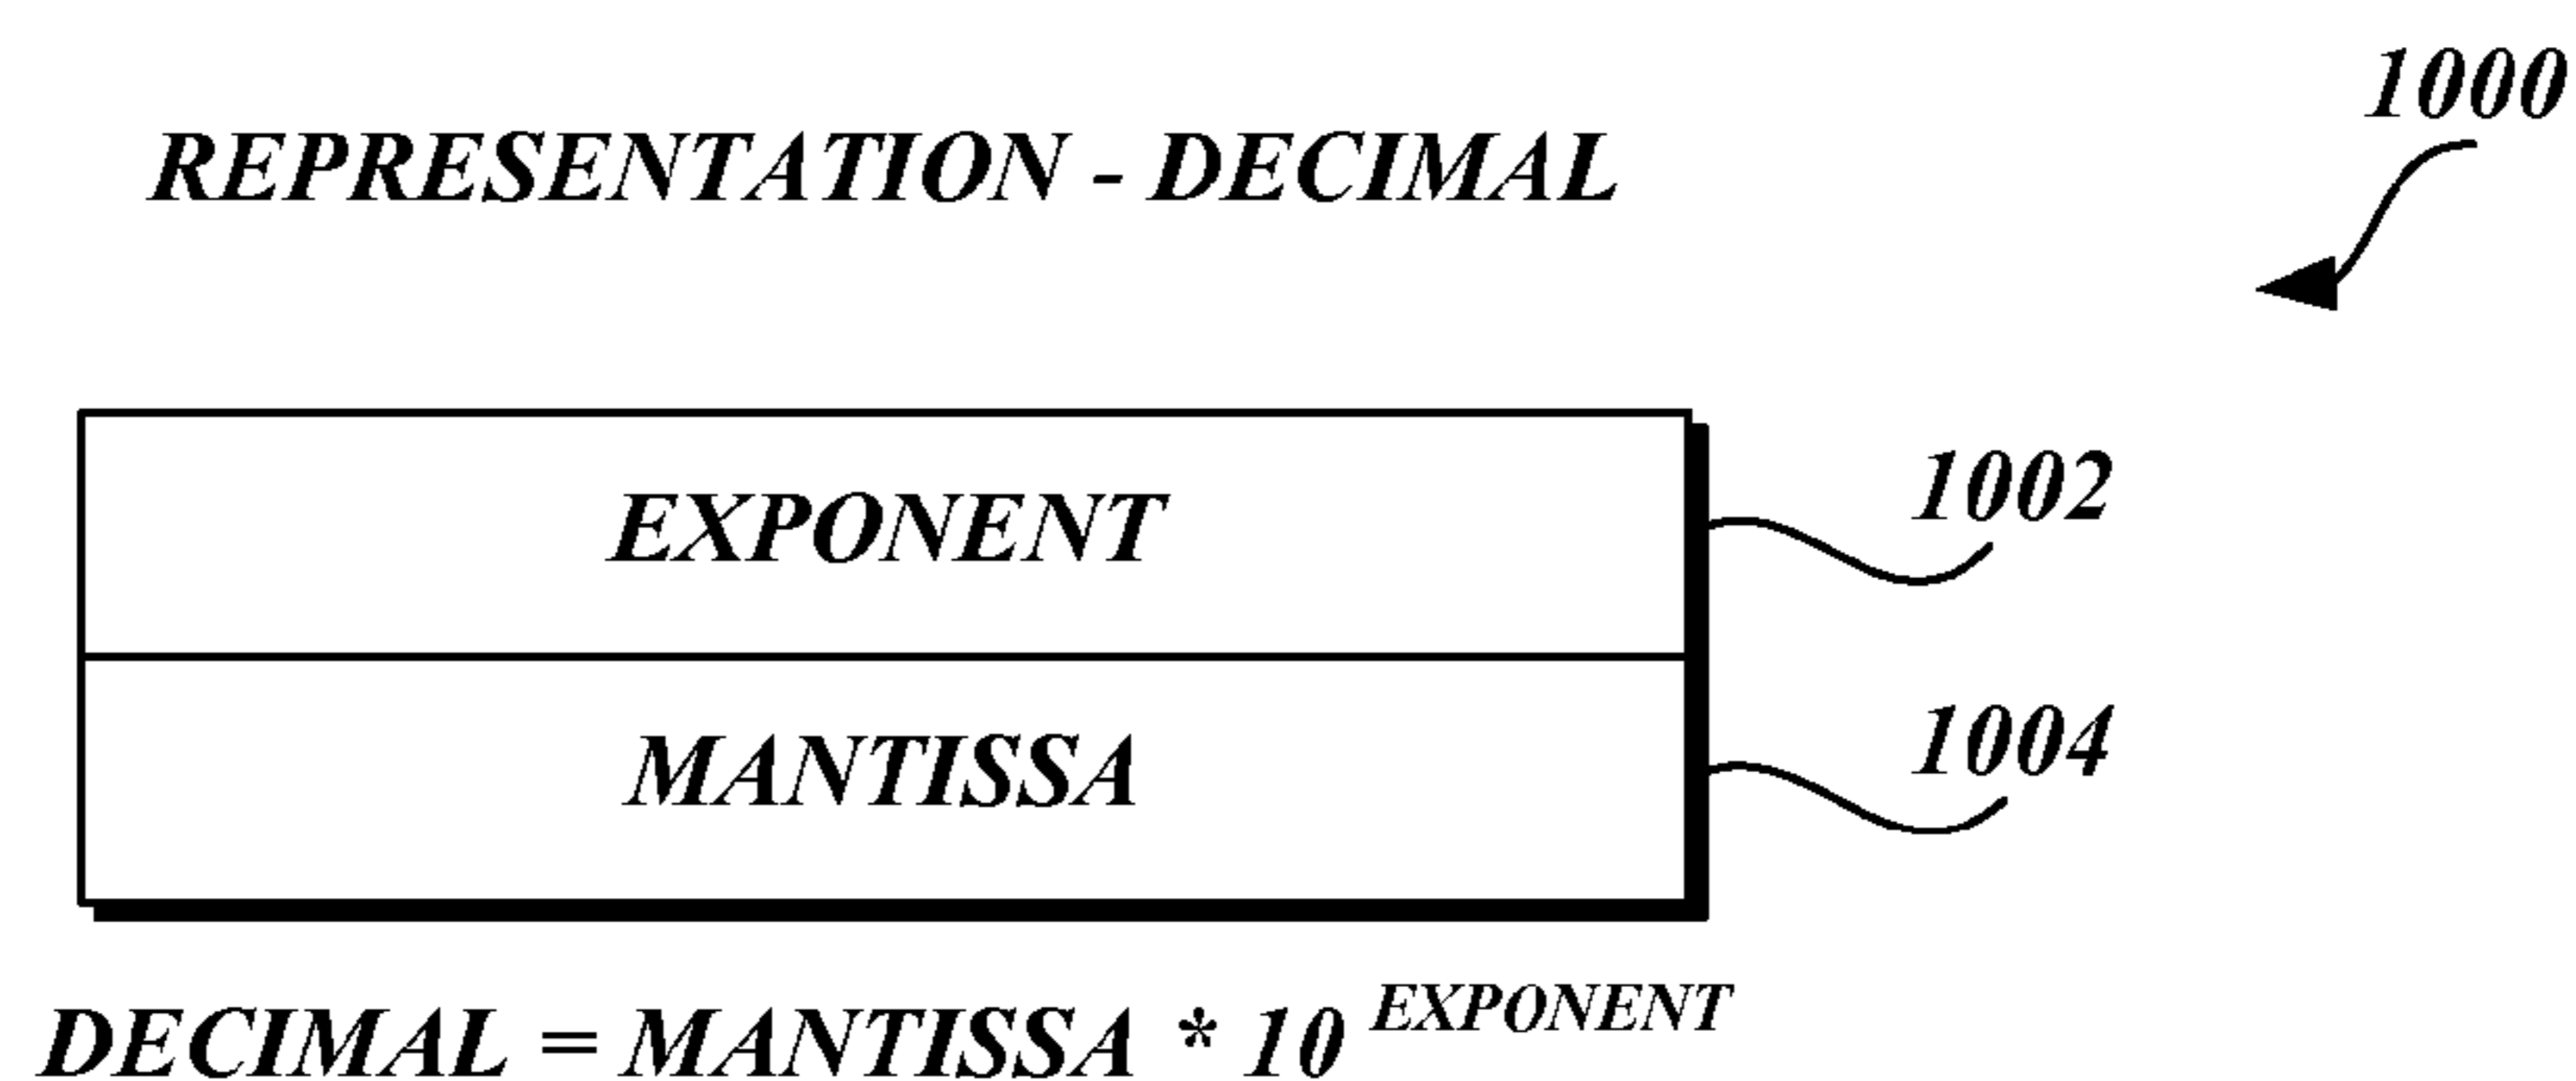 1000
REPRESENTATION - DECIMAL
EXPONENT
1002
MANTISSA
1004
DECIMAL = MANTISSA * 10 EXPONENT